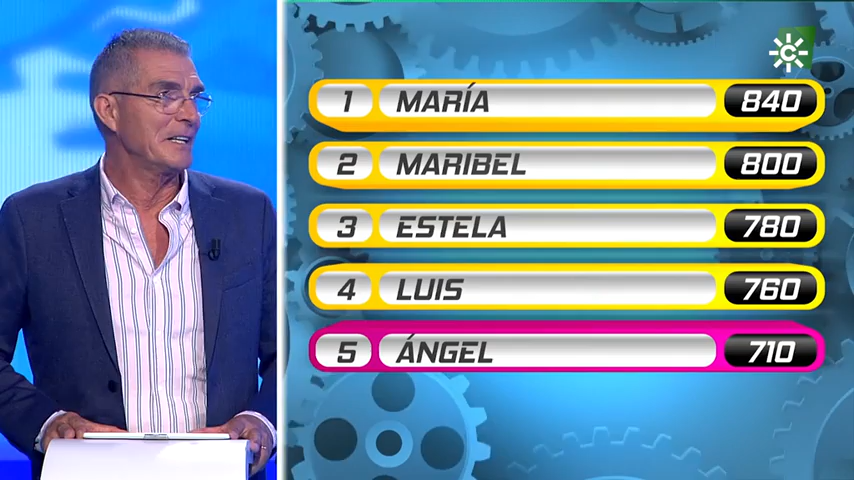 1 MARÍA 840
2 MARIBEL 800
3 ESTELA 780
4 LUIS 760
5 ÁNGEL 710